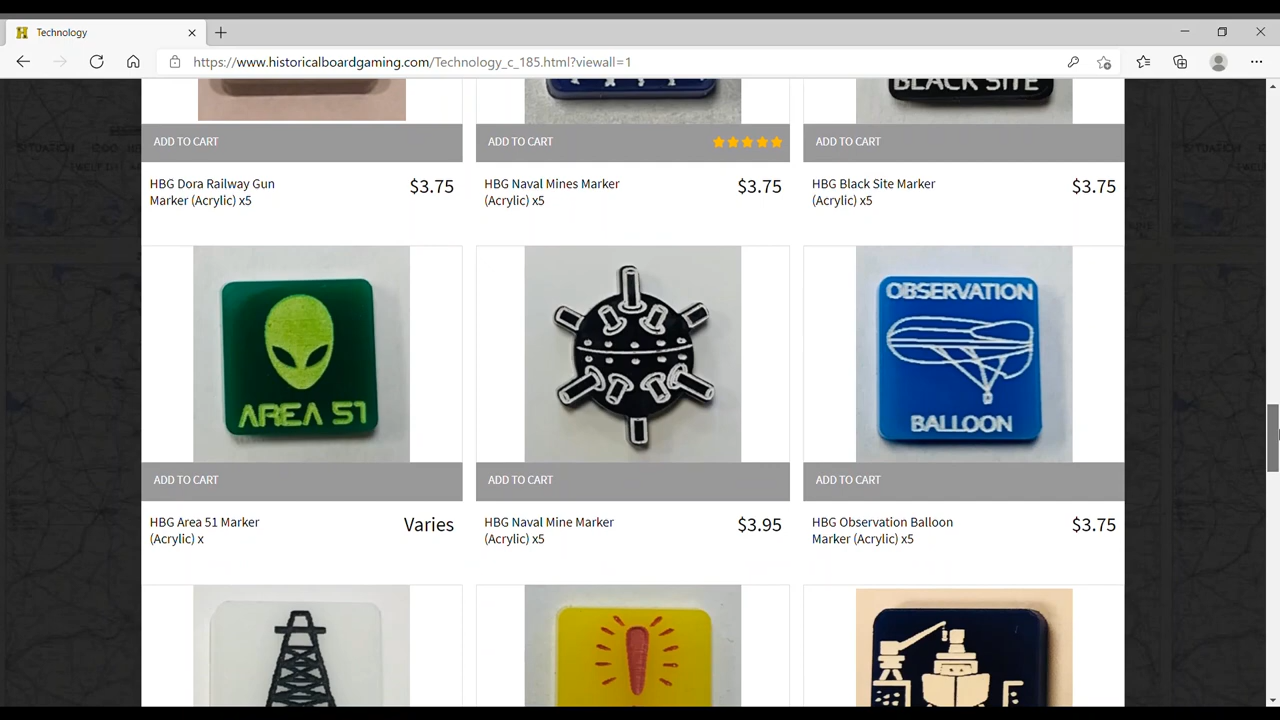 Technology
https://www.historicalboardgaming.com/Technology_c_185.html?viewall=1
BLACK SITE
ADD TO CART
ADD TO CART
ADD TO CART
HBG Dora Railway Gun
Marker (Acrylic) x5
$3.75
HBG Naval Mines Marker
(Acrylic) x5
$3.75
HBG Black Site Marker
(Acrylic) x5
$3.75
AREA 51
OBSERVATION
BALLOON
ADD TO CART
ADD TO CART
ADD TO CART
HBG Area 51 Marker
(Acrylic) x
Varies
HBG Naval Mine Marker
(Acrylic) x5
$3.95
HBG Observation Balloon
Marker (Acrylic) x5
$3.75